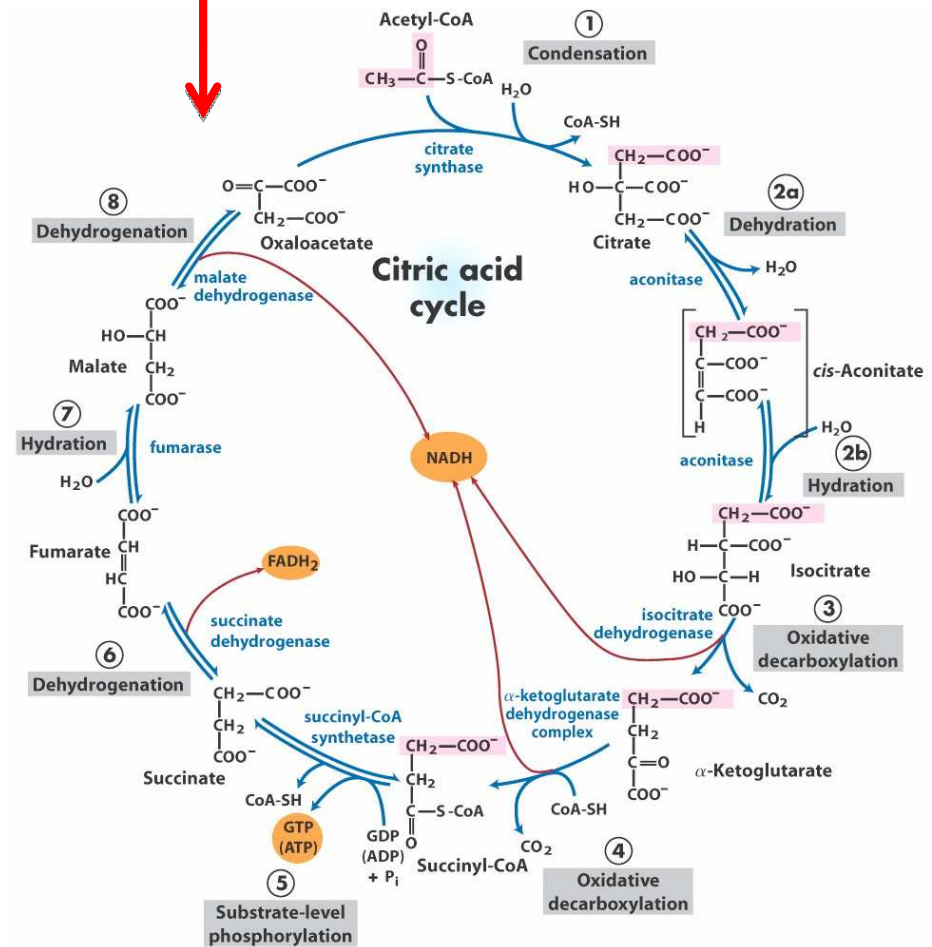 Acetyl-CoA
O
CH3—C—S-CoA
1
Condensation
H2O
CoA-SH
citrate
synthase
CH2—COO−
HO—C—COO−
CH2—COO−
Citrate
2a
Dehydration
H2O
aconitase
CH2—COO−
C—COO−
C—COO−
H
cis-Aconitate
H2O
aconitase
2b
Hydration
CH2—COO−
H—C—COO−
HO—C—H
COO−
Isocitrate
isocitrate
dehydrogenase
3
Oxidative
decarboxylation
CO2
CH2—COO−
CH2
C=O
COO−
α-Ketoglutarate
α-ketoglutarate
dehydrogenase
complex
CoA-SH
CO2
4
Oxidative
decarboxylation
CH2—COO−
CH2
C—S-CoA
O
Succinyl-CoA
succinyl-CoA
synthetase
GDP
(ADP)
+ Pi
CoA-SH
GTP
(ATP)
5
Substrate-level
phosphorylation
CH2—COO−
CH2
COO−
Succinate
succinate
dehydrogenase
FADH2
6
Dehydrogenation
COO−
CH
HC
COO−
Fumarate
fumarase
H2O
7
Hydration
COO−
HO—CH
CH2
COO−
Malate
malate
dehydrogenase
8
Dehydrogenation
O=C—COO−
CH2—COO−
Oxaloacetate
Citric acid
cycle
NADH